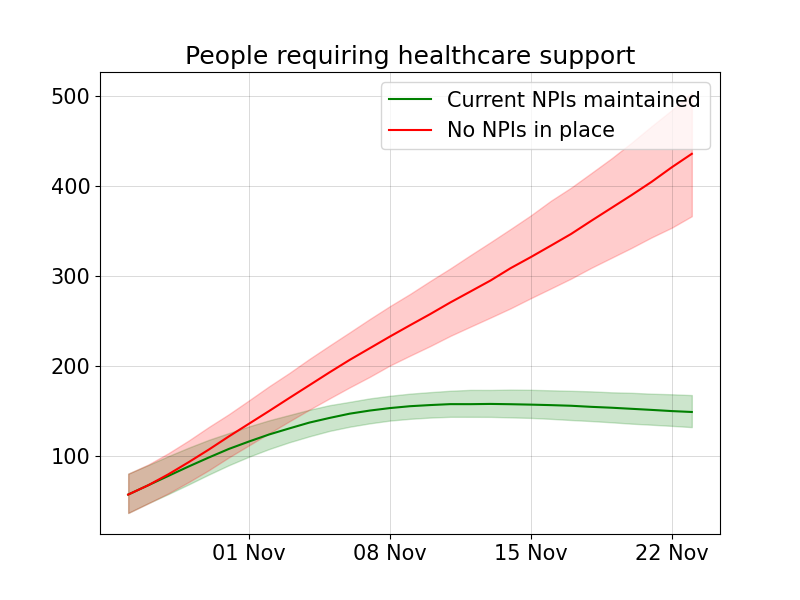 People requiring healthcare support
Current NPIs maintained
No NPIs in place
500
400
300
200
100
01 Nov
08 Nov
15 Nov
22 Nov